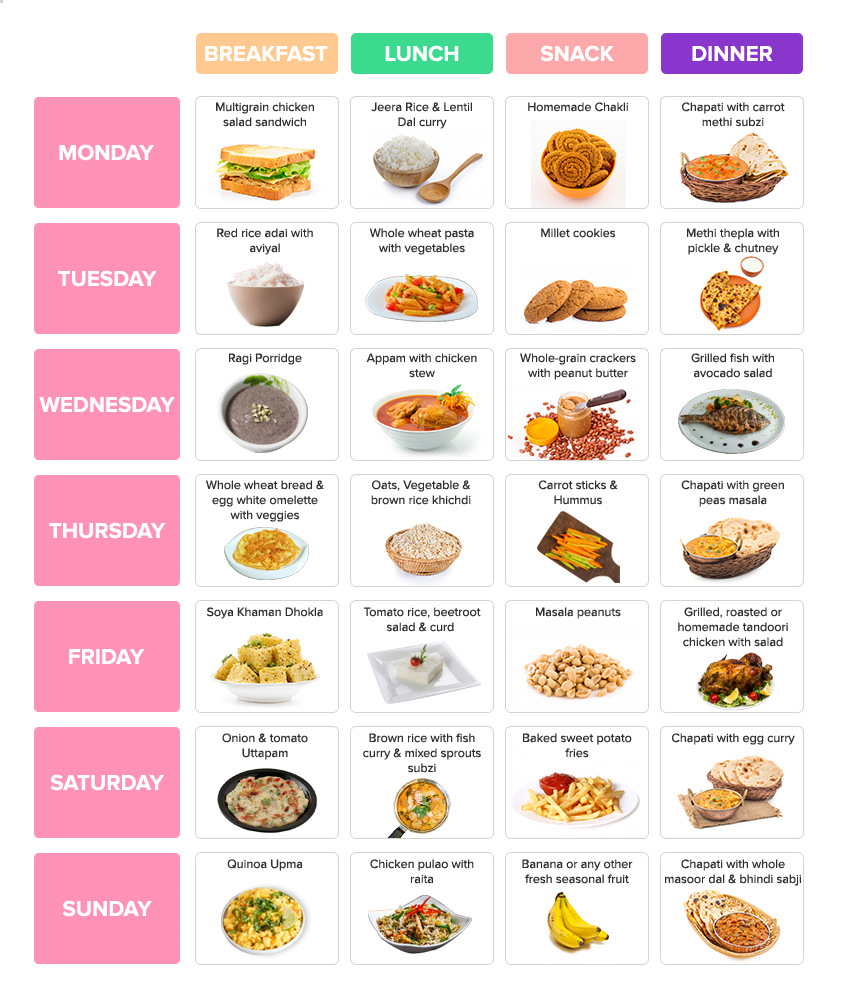 BREAKFAST
LUNCH
SNACK
DINNER
MONDAY
Multigrain chicken
salad sandwich
Jeera Rice & Lentil
Dal curry
Homemade Chakli
Chapati with carrot
methi subzi
TUESDAY
Red rice adai with
aviyal
Whole wheat pasta
with vegetables
Millet cookies
Methi thepla with
pickle & chutney
WEDNESDAY
Ragi Porridge
Appam with chicken
stew
Whole-grain crackers
with peanut butter
Grilled fish with
avocado salad
THURSDAY
Whole wheat bread &
egg white omelette
with veggies
Oats, Vegetable &
brown rice khichdi
Carrot sticks &
Hummus
Chapati with green
peas masala
FRIDAY
Soya Khaman Dhokla
Tomato rice, beetroot
salad & curd
Masala peanuts
Grilled, roasted or
homemade tandoori
chicken with salad
SATURDAY
Onion & tomato
Uttapam
Brown rice with fish
curry & mixed sprouts
subzi
Baked sweet potato
fries
Chapati with egg curry
SUNDAY
Quinoa Upma
Chicken pulao with
raita
Banana or any other
fresh seasonal fruit
Chapati with whole
masoor dal & bhindi sabji